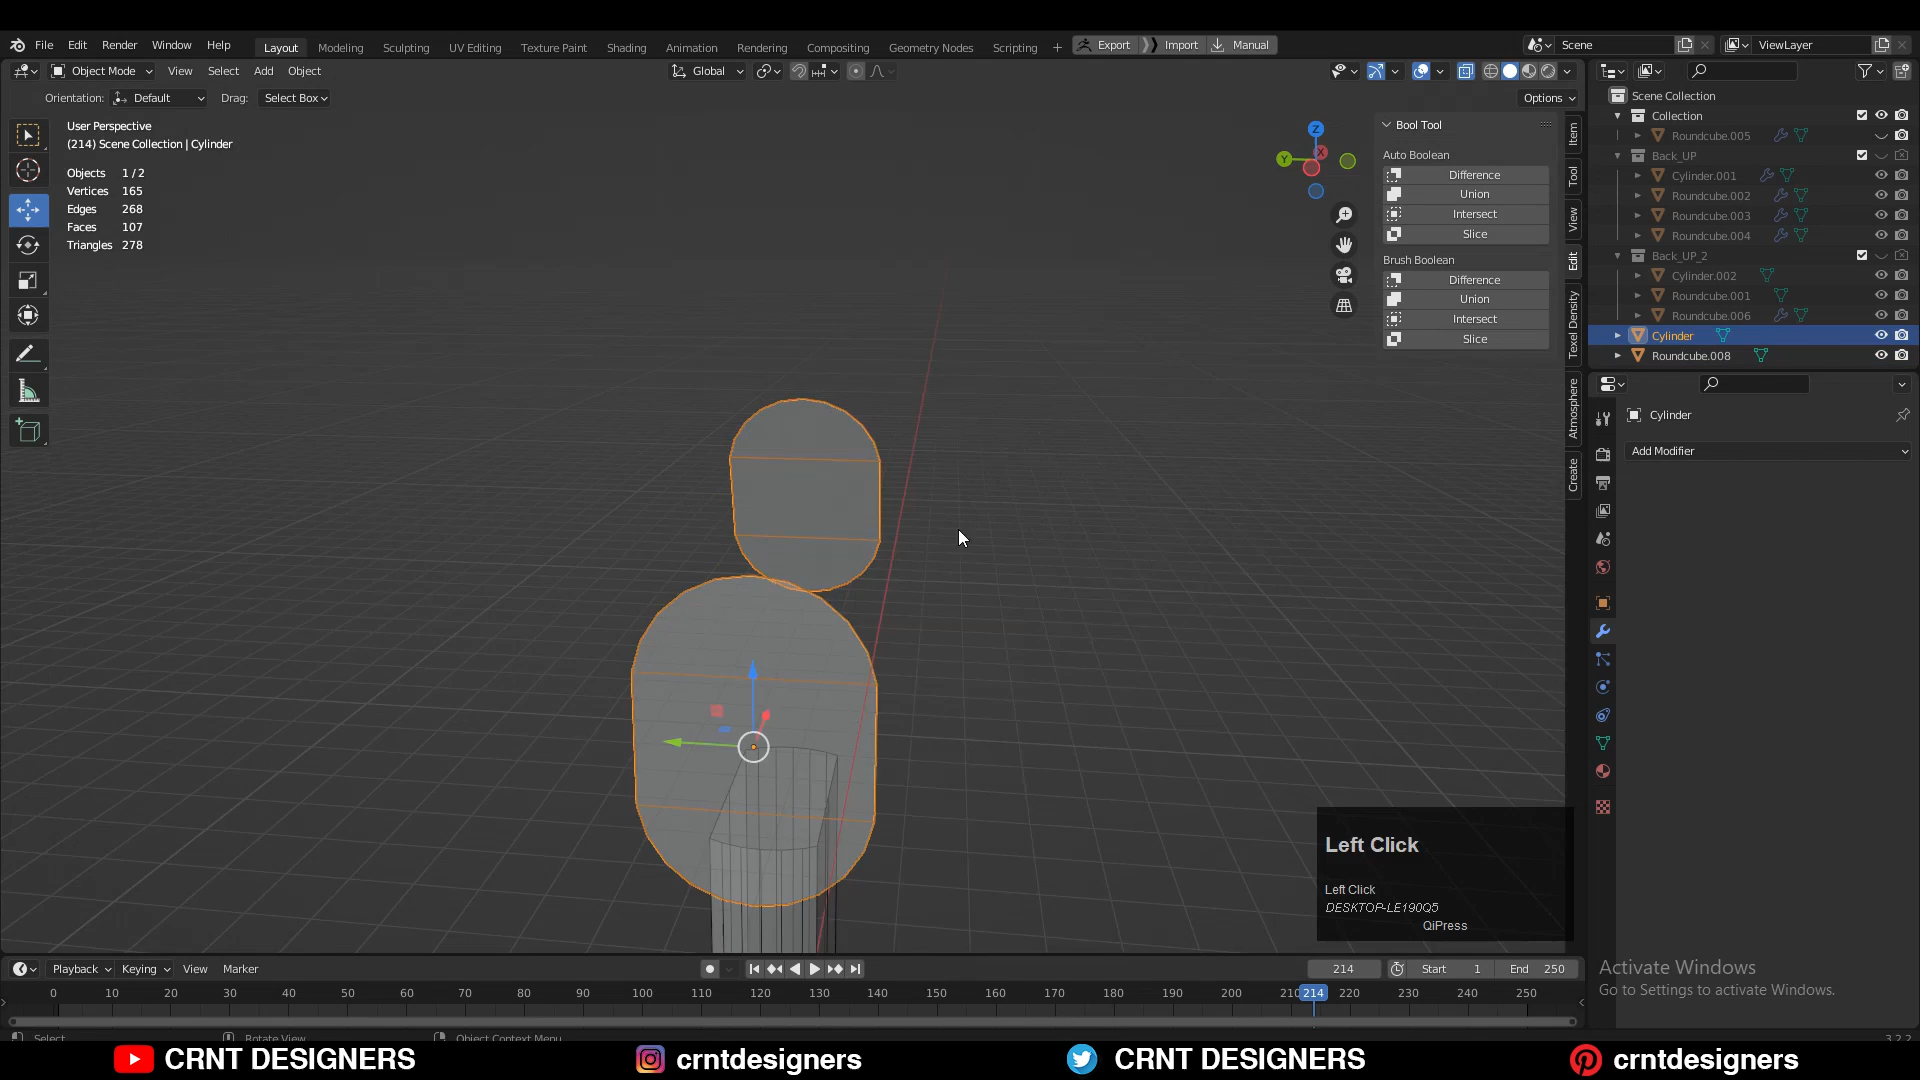 File Edit Render Window Help
Layout Modeling Sculpting UV Editing Texture Paint Shading Animation Rendering Compositing Geometry Nodes Scripting +
Export Import Manual
Scene ViewLayer
Object Mode View Select Add Object
Global
Orientation: Default Drag: Select Box
Options
User Perspective
(214) Scene Collection | Cylinder
Objects 1 / 2
Vertices 165
Edges 268
Faces 107
Triangles 278
Z
Y
X
Bool Tool
Auto Boolean
Difference
Union
Intersect
Slice
Brush Boolean
Difference
Union
Intersect
Slice
Item
Tool
View
Edit
Texel Density
Atmosphere
Create
Scene Collection
Collection
Roundcube.005
Back_UP
Cylinder.001
Roundcube.002
Roundcube.003
Roundcube.004
Back_UP_2
Cylinder.002
Roundcube.001
Roundcube.006
Cylinder
Roundcube.008
Cylinder
Add Modifier
Left Click
Left Click
DESKTOP-LE190Q5
QiPress
Activate Windows
Go to Settings to activate Windows.
Playback Keying View Marker
214 Start 1 End 250
0 10 20 30 40 50 60 70 80 90 100 110 120 130 140 150 160 170 180 190 200 210 214 220 230 240 250
Select Rotate View Object Context Menu
3.2.2
CRNT DESIGNERS crntdesigners CRNT DESIGNERS crntdesigners